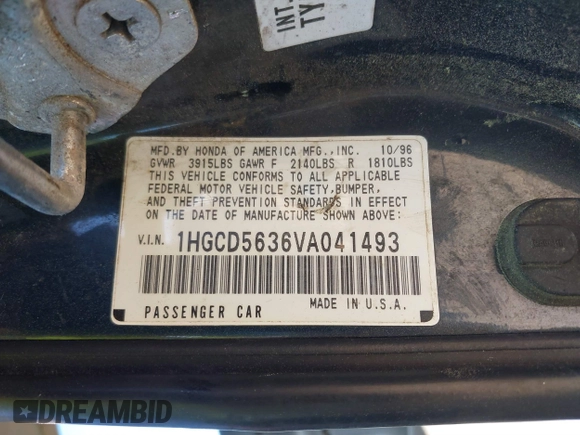 INT.
TY
MFD. BY HONDA OF AMERICA MFG., INC. 10/96
GVWR 3915LBS GAWR F 2140LBS R 1810LBS
THIS VEHICLE CONFORMS TO ALL APPLICABLE
FEDERAL MOTOR VEHICLE SAFETY, BUMPER,
AND THEFT PREVENTION STANDARDS IN EFFECT
ON THE DATE OF MANUFACTURE SHOWN ABOVE:
V.I.N. 1HGCD5636VA041493
PASSENGER CAR MADE IN U.S.A.
DREAMBID